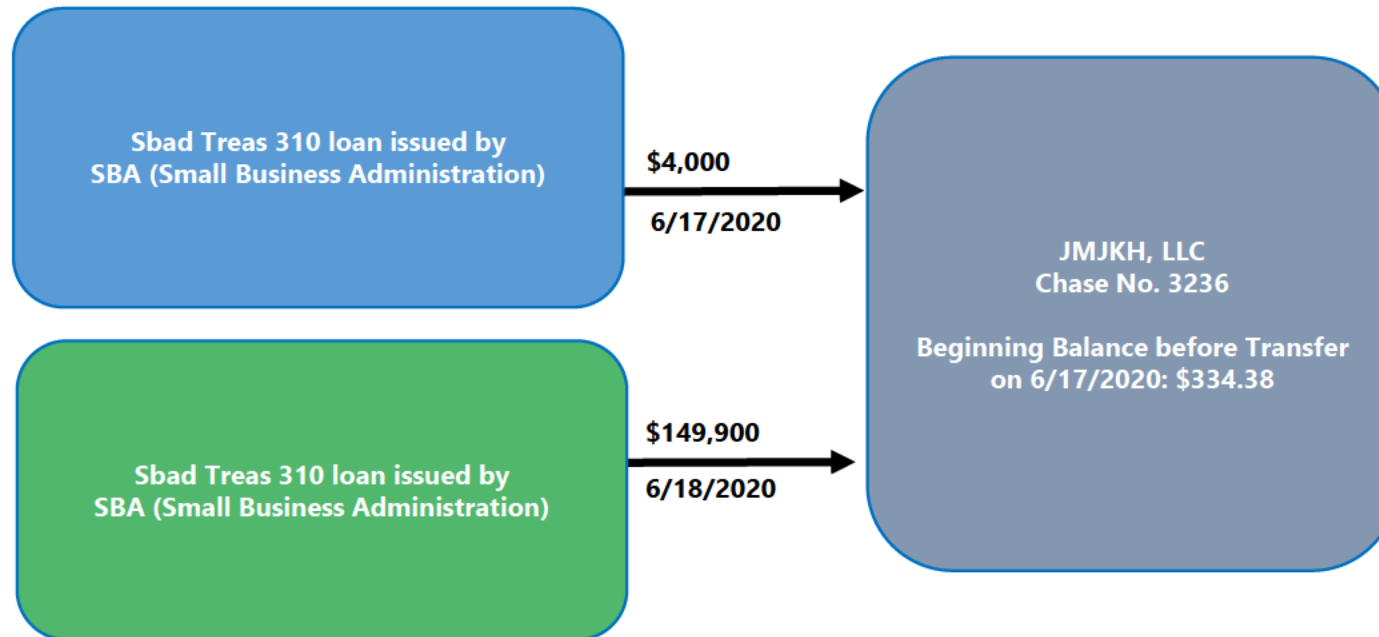 Sbad Treas 310 loan issued by
SBA (Small Business Administration)
$4,000
6/17/2020
JMJKH, LLC
Chase No. 3236
Beginning Balance before Transfer
on 6/17/2020: $334.38
Sbad Treas 310 loan issued by
SBA (Small Business Administration)
$149,900
6/18/2020